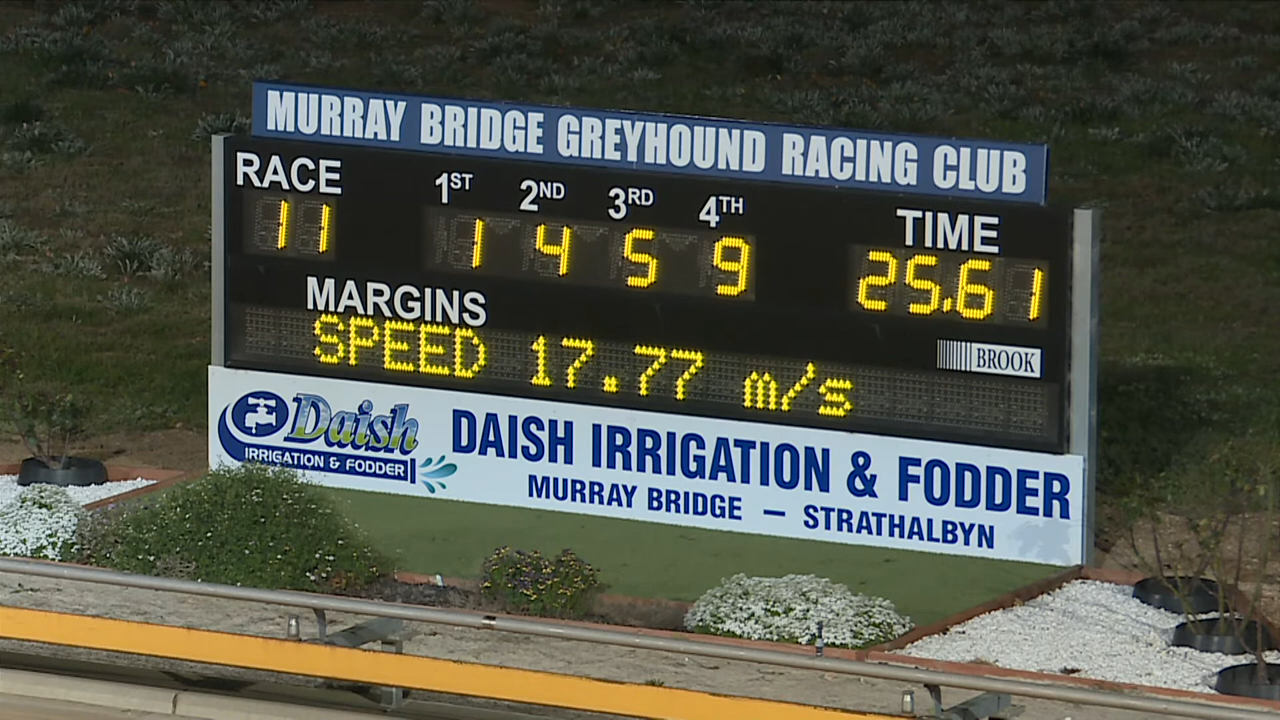 MURRAY BRIDGE GREYHOUND RACING CLUB
RACE 1ST 2ND 3RD 4TH TIME
11 1 4 5 9 25.61
MARGINS
SPEED 17.77 m/s
BROOK
Daish
IRRIGATION & FODDER
DAISH IRRIGATION & FODDER
MURRAY BRIDGE – STRATHALBYN